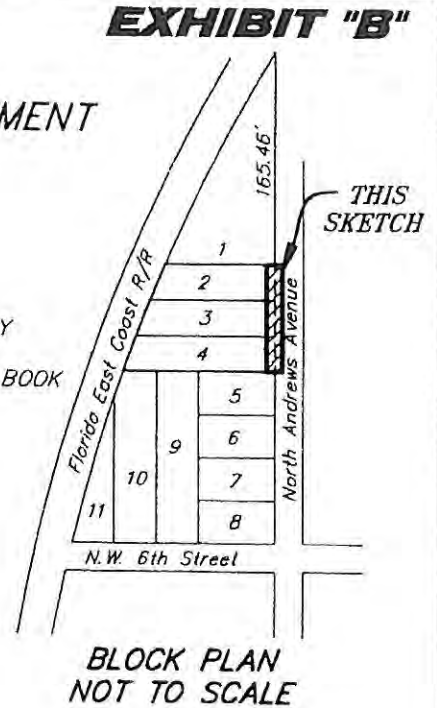 EXHIBIT "B"
MENT
165.46'
THIS
SKETCH
1
2
3
4
Y
BOOK
Florida East Coast R/R
North Andrews Avenue
5
6
7
8
9
10
11
N.W. 6th Street
BLOCK PLAN
NOT TO SCALE